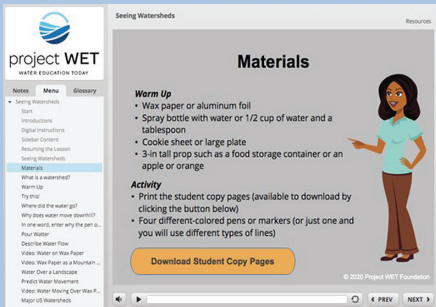 Seeing Watersheds
Resources
project WET
WATER EDUCATION TODAY
Notes Menu Glossary
Seeing Watersheds
Start
Introductions
Digital Instructions
Sidebar Content
Resuming the Lesson
Seeing Watersheds
Materials
What is a watershed?
Warm Up
Try this!
Where did the water go?
Why does water move downhill?
In one word, enter why the pen o...
Pour Watter
Describe Water Flow
Video: Water on Wax Paper
Video: Wax Paper as a Mountain ...
Water Over a Landscape
Predict Water Movement
Video: Water Moving Over Wax P...
Major US Watersheds
Materials
Warm Up
• Wax paper or aluminum foil
• Spray bottle with water or 1/2 cup of water and a
tablespoon
• Cookie sheet or large plate
• 3-in tall prop such as a food storage container or an
apple or orange
Activity
• Print the student copy pages (available to download by
clicking the button below)
• Four different-colored pens or markers (or just one and
you will use different types of lines)
Download Student Copy Pages
© 2020 Project WET Foundation
< PREV NEXT >